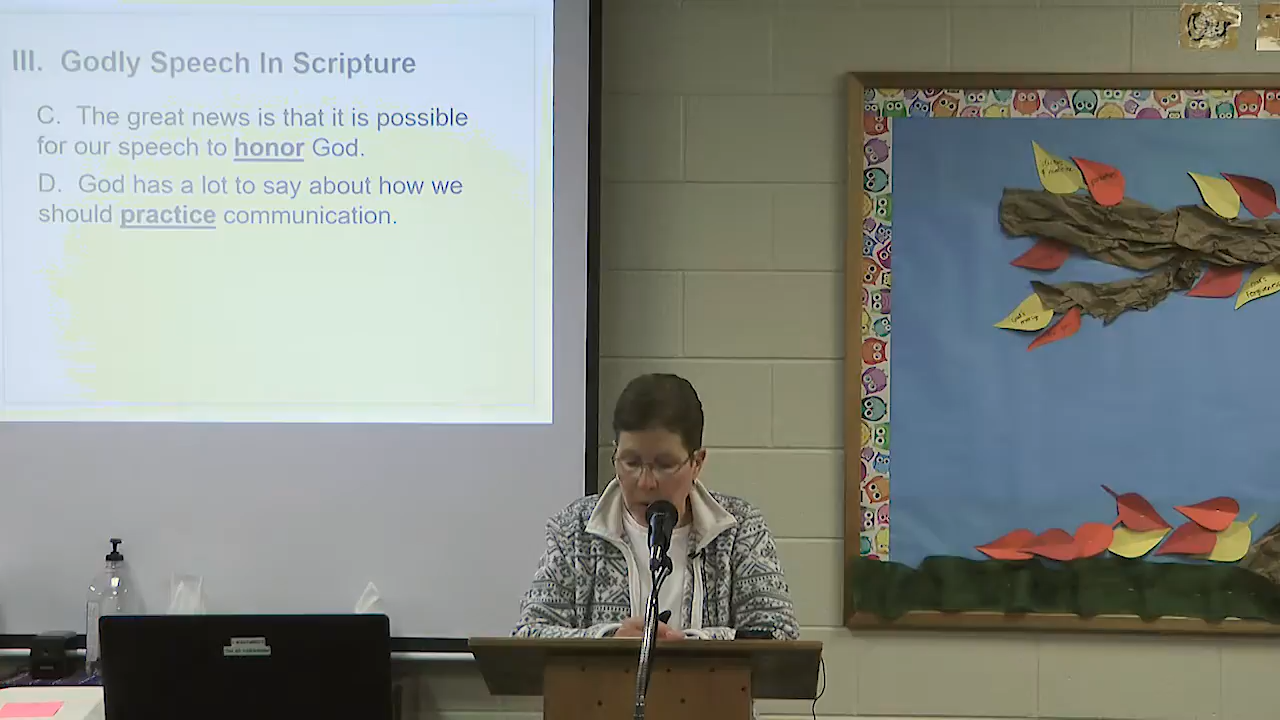 III. Godly Speech In Scripture
C. The great news is that it is possible
for our speech to honor God.
D. God has a lot to say about how we
should practice communication.